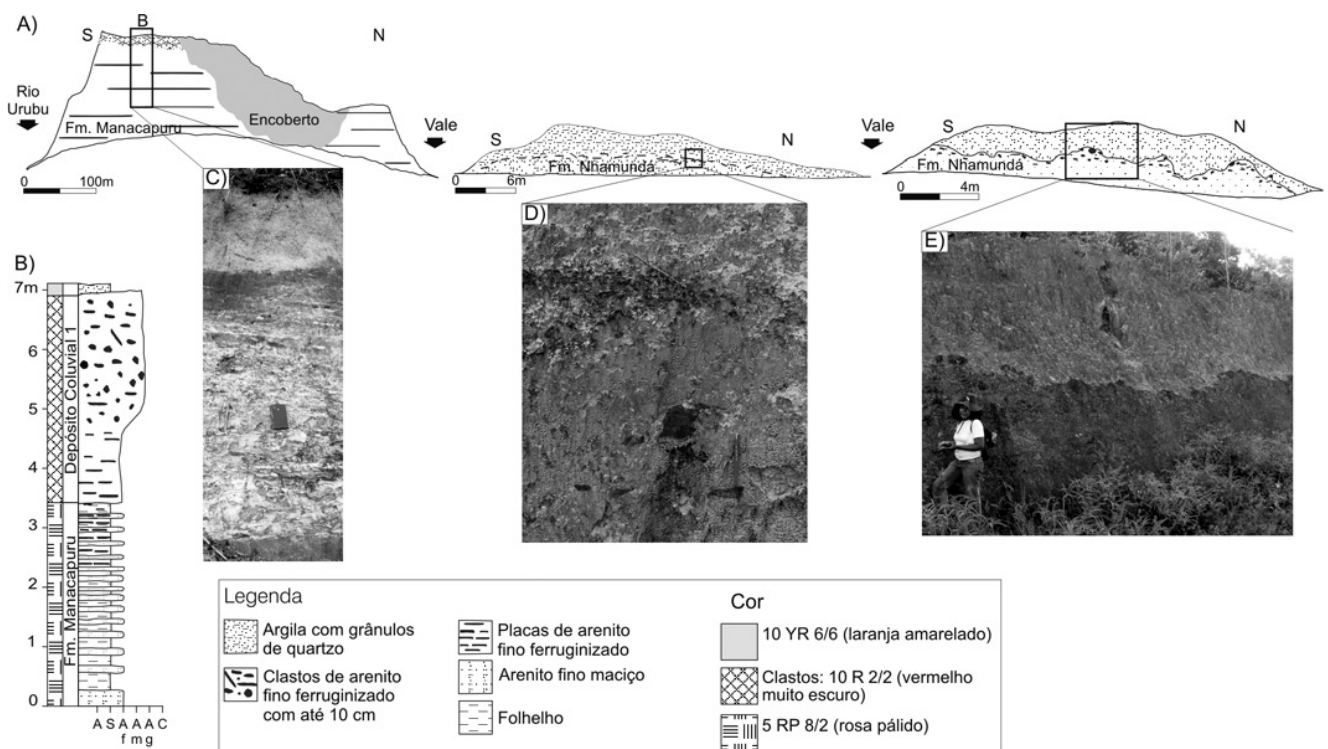 A)
S
B
N
Rio
Urubu
Fm. Manacapuru
Encoberto
0 100m
Vale
S
N
Fm. Nhamundá
0 6m
Vale
S
N
Fm. Nhamundá
0 4m
C)
D)
E)
B)
7m
6
5
4
3
2
1
0
Depósito Coluvial 1
Fm. Manacapuru
A S A A A C
f m g
Legenda
Argila com grânulos
de quartzo
Clastos de arenito
fino ferruginizado
com até 10 cm
Placas de arenito
fino ferruginizado
Arenito fino maciço
Folhelho
Cor
10 YR 6/6 (laranja amarelado)
Clastos: 10 R 2/2 (vermelho
muito escuro)
5 RP 8/2 (rosa pálido)